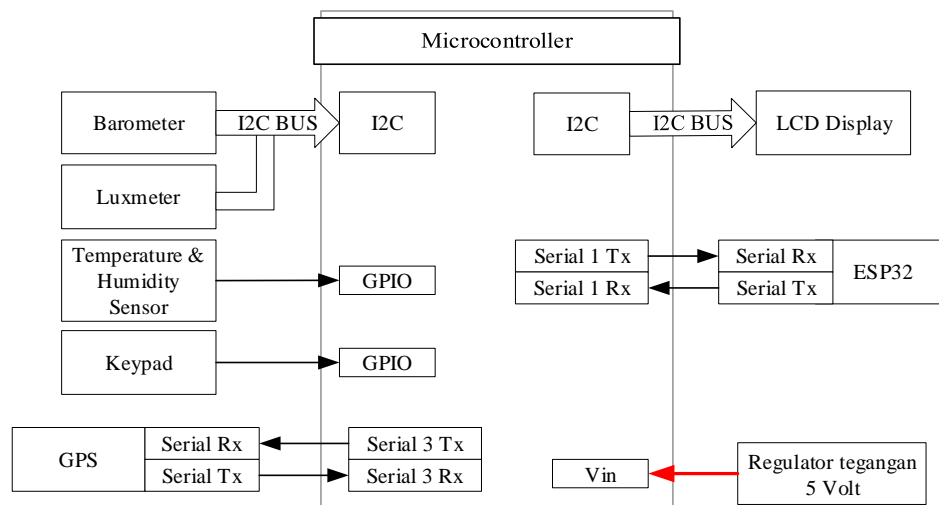 Microcontroller
Barometer
I2C BUS
I2C
I2C
I2C BUS
LCD Display
Luxmeter
Temperature &
Humidity
Sensor
GPIO
Serial 1 Tx
Serial Rx
ESP32
Serial 1 Rx
Serial Tx
Keypad
GPIO
GPS
Serial Rx
Serial 3 Tx
Serial Tx
Serial 3 Rx
Vin
Regulator tegangan
5 Volt